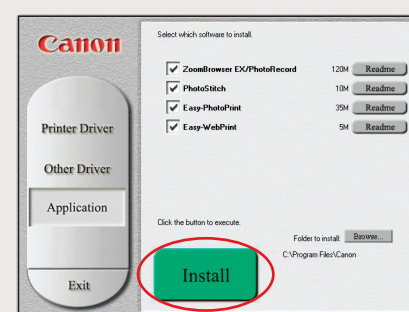 Canon
Select which software to install.
ZoomBrowser EX/PhotoRecord 120M Readme
PhotoStitch 10M Readme
Easy-PhotoPrint 35M Readme
Easy-WebPrint 5M Readme
Printer Driver
Other Driver
Application
Click the button to execute.
Folder to install: Browse...
C:\Program Files\Canon
Install
Exit